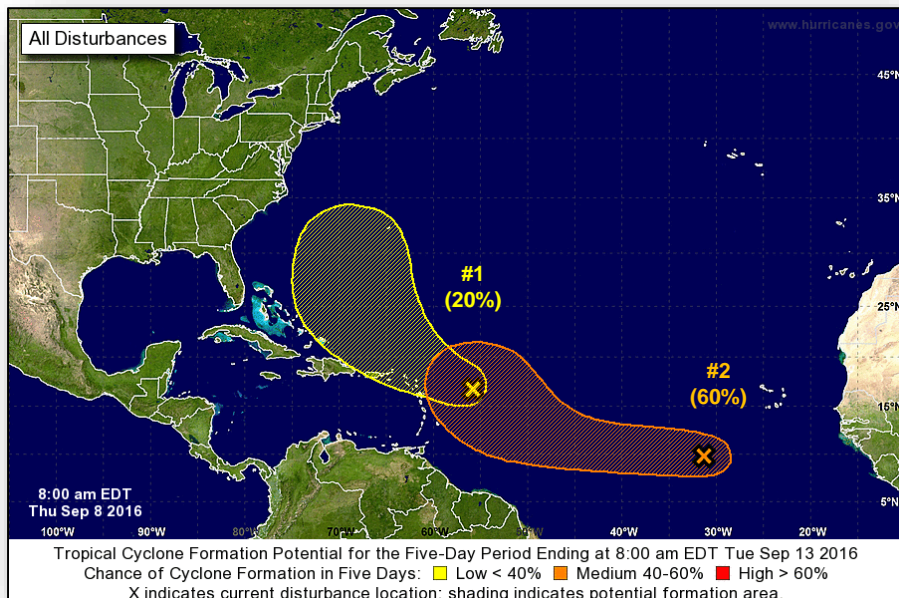 All Disturbances
www.hurricanes.gov
45°N
35°N
#1
(20%)
25°N
#2
(60%)
15°N
5°N
8:00 am EDT
Thu Sep 8 2016
100°W 90°W 80°W 70°W 60°W 50°W 40°W 30°W 20°W
Tropical Cyclone Formation Potential for the Five-Day Period Ending at 8:00 am EDT Tue Sep 13 2016
Chance of Cyclone Formation in Five Days: Low < 40% Medium 40-60% High > 60%
X indicates current disturbance location; shading indicates potential formation area.